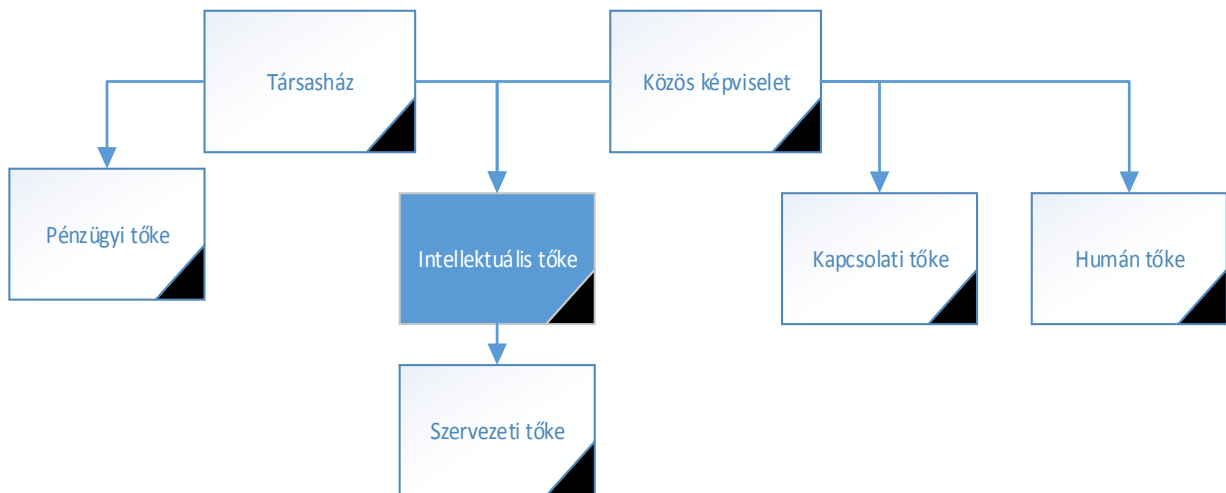 Társasház
Közös képviselet
Pénzügyi tőke
Intellektuális tőke
Kapcsolati tőke
Humán tőke
Szervezeti tőke